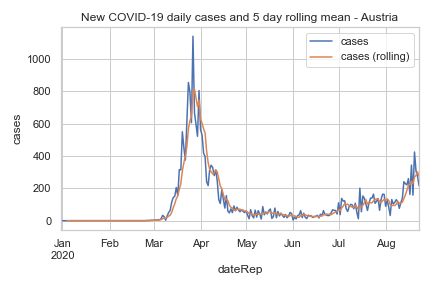 New COVID-19 daily cases and 5 day rolling mean - Austria
cases
cases (rolling)
1000
800
600
400
200
0
cases
Jan Feb Mar Apr May Jun Jul Aug
2020
dateRep